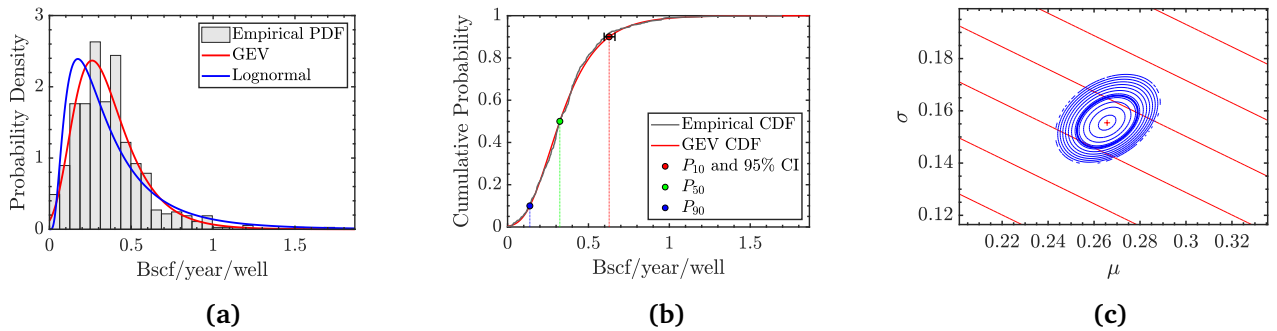 Probability Density
3
2
1
0
0
0.5
1
1.5
Bscf/year/well
Empirical PDF
GEV
Lognormal
(a)
Cumulative Probability
1
0.8
0.6
0.4
0.2
0
0
0.5
1
1.5
Bscf/year/well
Empirical CDF
GEV CDF
P10 and 95% CI
P50
P90
(b)
σ
0.18
0.16
0.14
0.12
0.22
0.24
0.26
0.28
0.3
0.32
μ
(c)